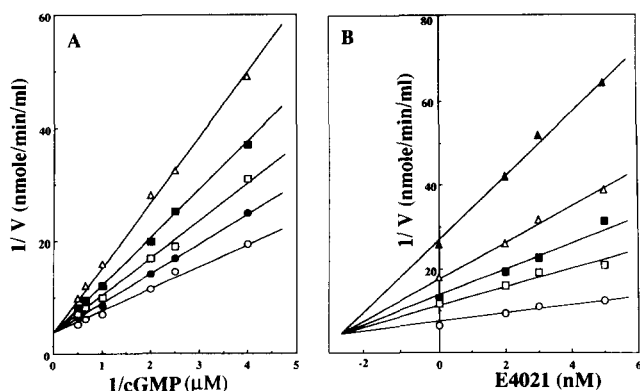 60
A
40
20
0
0 1 2 3 4 5
1/ V (nmole/min/ml)
1/cGMP (μM)
80
B
60
40
20
-2 0 2 4 6
1/ V (nmole/min/ml)
E4021 (nM)